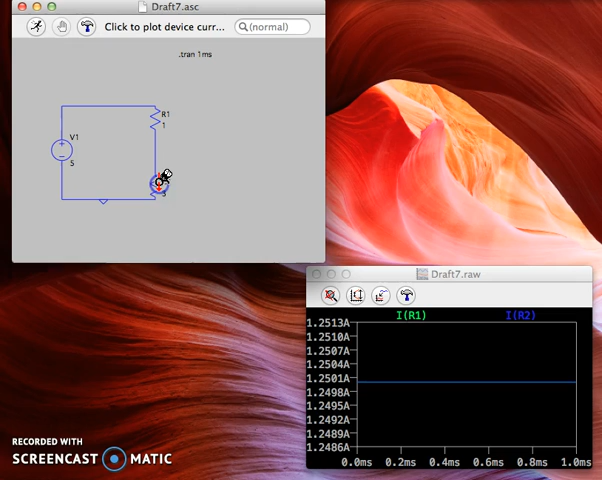 Draft7.asc
Click to plot device curr...
(normal)
.tran 1ms
R1
1
V1
5
3
Draft7.raw
I(R1)
I(R2)
1.2513A
1.2510A
1.2507A
1.2504A
1.2501A
1.2498A
1.2495A
1.2492A
1.2489A
1.2486A
0.0ms 0.2ms 0.4ms 0.6ms 0.8ms 1.0ms
RECORDED WITH
SCREENCAST MATIC